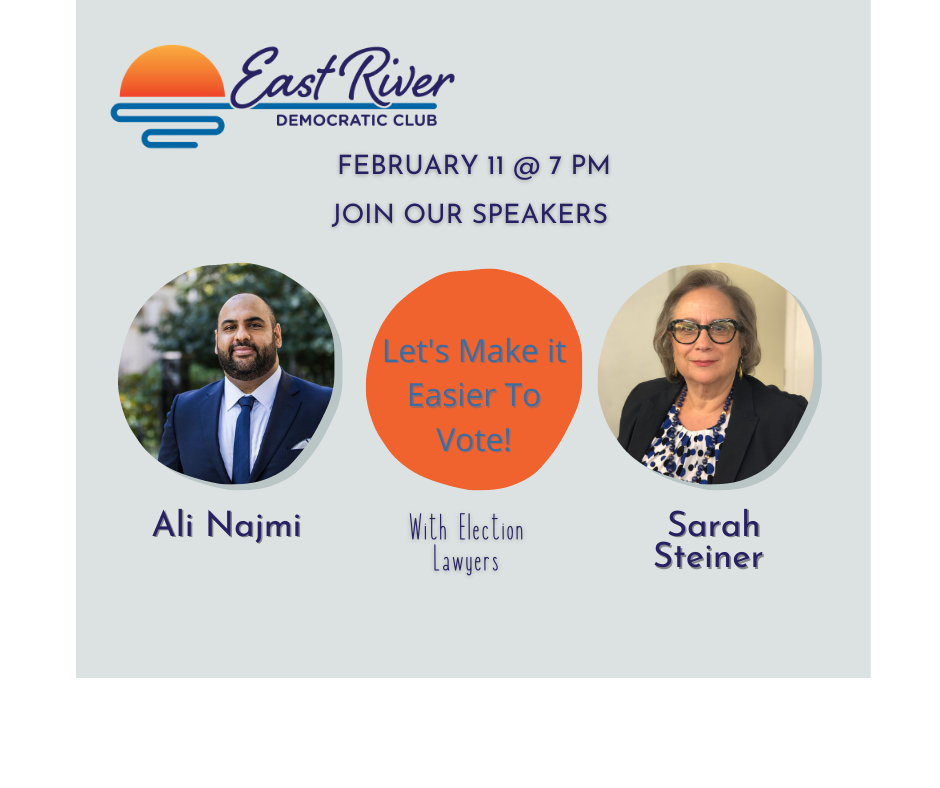 East River
DEMOCRATIC CLUB
FEBRUARY 11 @ 7 PM
JOIN OUR SPEAKERS
Let's Make it
Easier To
Vote!
Ali Najmi
With Election
Lawyers
Sarah
Steiner